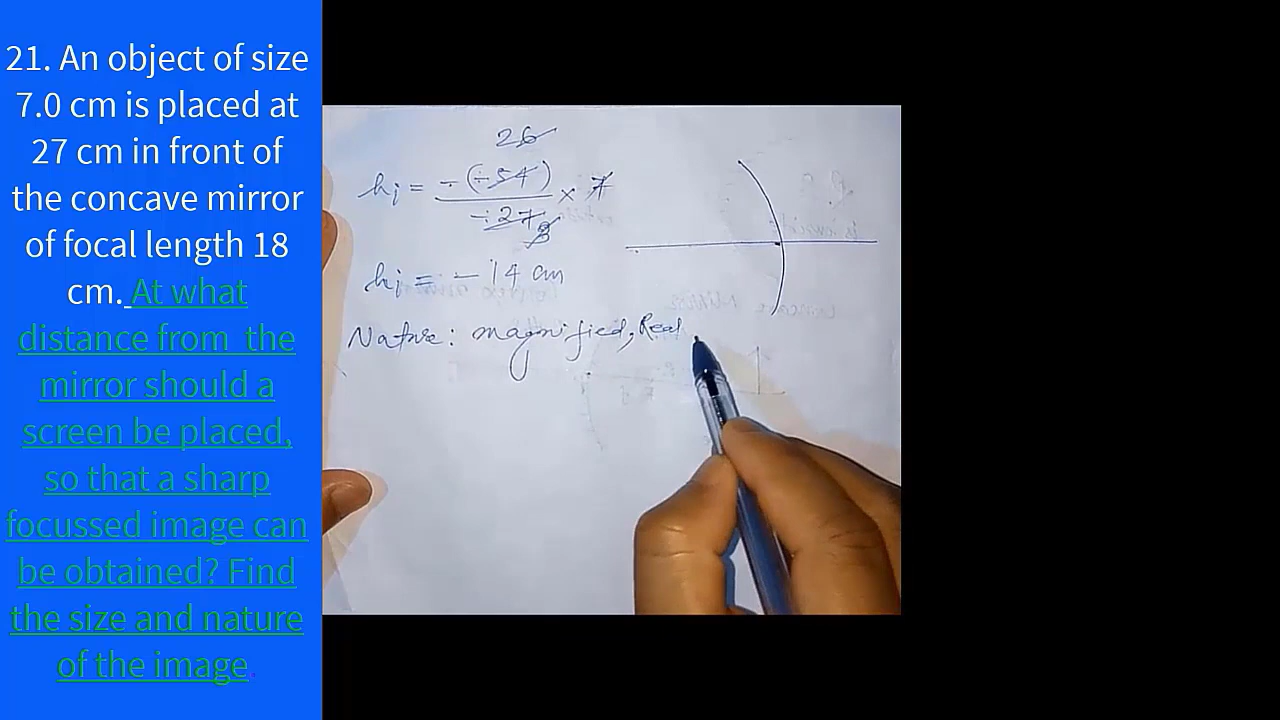 21. An object of size
7.0 cm is placed at
27 cm in front of
the concave mirror
of focal length 18
cm. At what
distance from the
mirror should a
screen be placed,
so that a sharp
focussed image can
be obtained? Find
the size and nature
of the image.
26
hi = -(-54) × 7
-27 3
hi = - 14 cm
Nature: magnified, Real